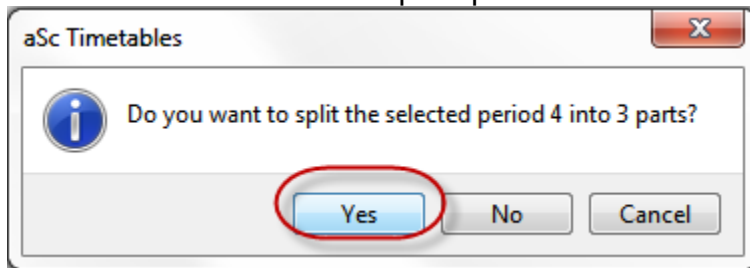 aSc Timetables
Do you want to split the selected period 4 into 3 parts?
Yes No Cancel